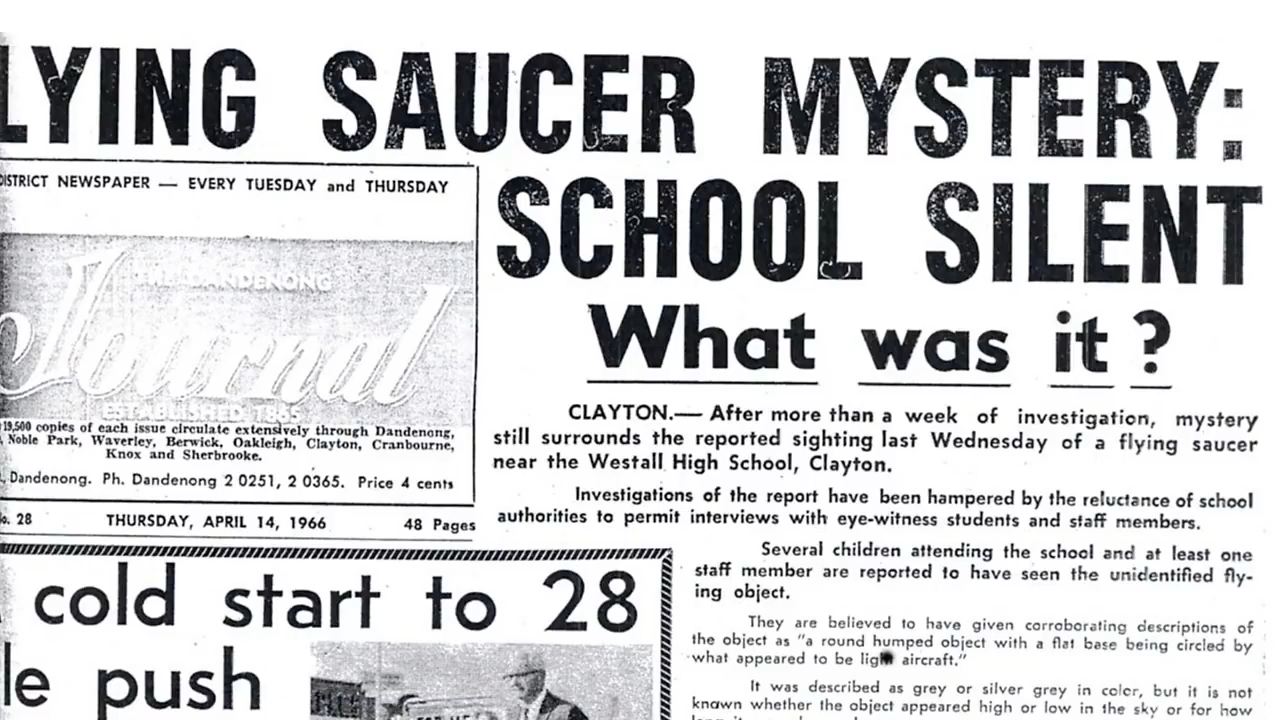 LYING SAUCER MYSTERY:
SCHOOL SILENT
What was it ?
DISTRICT NEWSPAPER — EVERY TUESDAY and THURSDAY
THE DANDENONG
Journal
ESTABLISHED 1865
19,500 copies of each issue circulate extensively through Dandenong,
Noble Park, Waverley, Berwick, Oakleigh, Clayton, Cranbourne,
Knox and Sherbrooke.
Dandenong. Ph. Dandenong 2 0251, 2 0365. Price 4 cents
28 THURSDAY, APRIL 14, 1966 48 Pages
CLAYTON.— After more than a week of investigation, mystery
still surrounds the reported sighting last Wednesday of a flying saucer
near the Westall High School, Clayton.
Investigations of the report have been hampered by the reluctance of school
authorities to permit interviews with eye-witness students and staff members.
Several children attending the school and at least one
staff member are reported to have seen the unidentified fly-
ing object.
They are believed to have given corroborating descriptions of
the object as "a round humped object with a flat base being circled by
what appeared to be light aircraft."
It was described as grey or silver grey in color, but it is not
known whether the object appeared high or low in the sky or for how
cold start to 28
le push